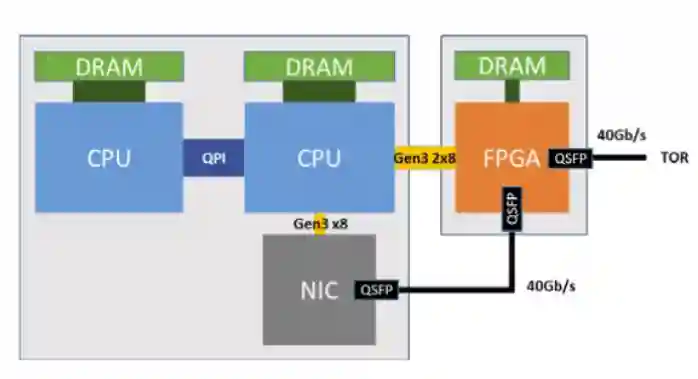 DRAM
DRAM
DRAM
CPU
QPI
CPU
Gen3 2x8
FPGA
QSFP
40Gb/s
TOR
QSFP
Gen3 x8
NIC
QSFP
40Gb/s